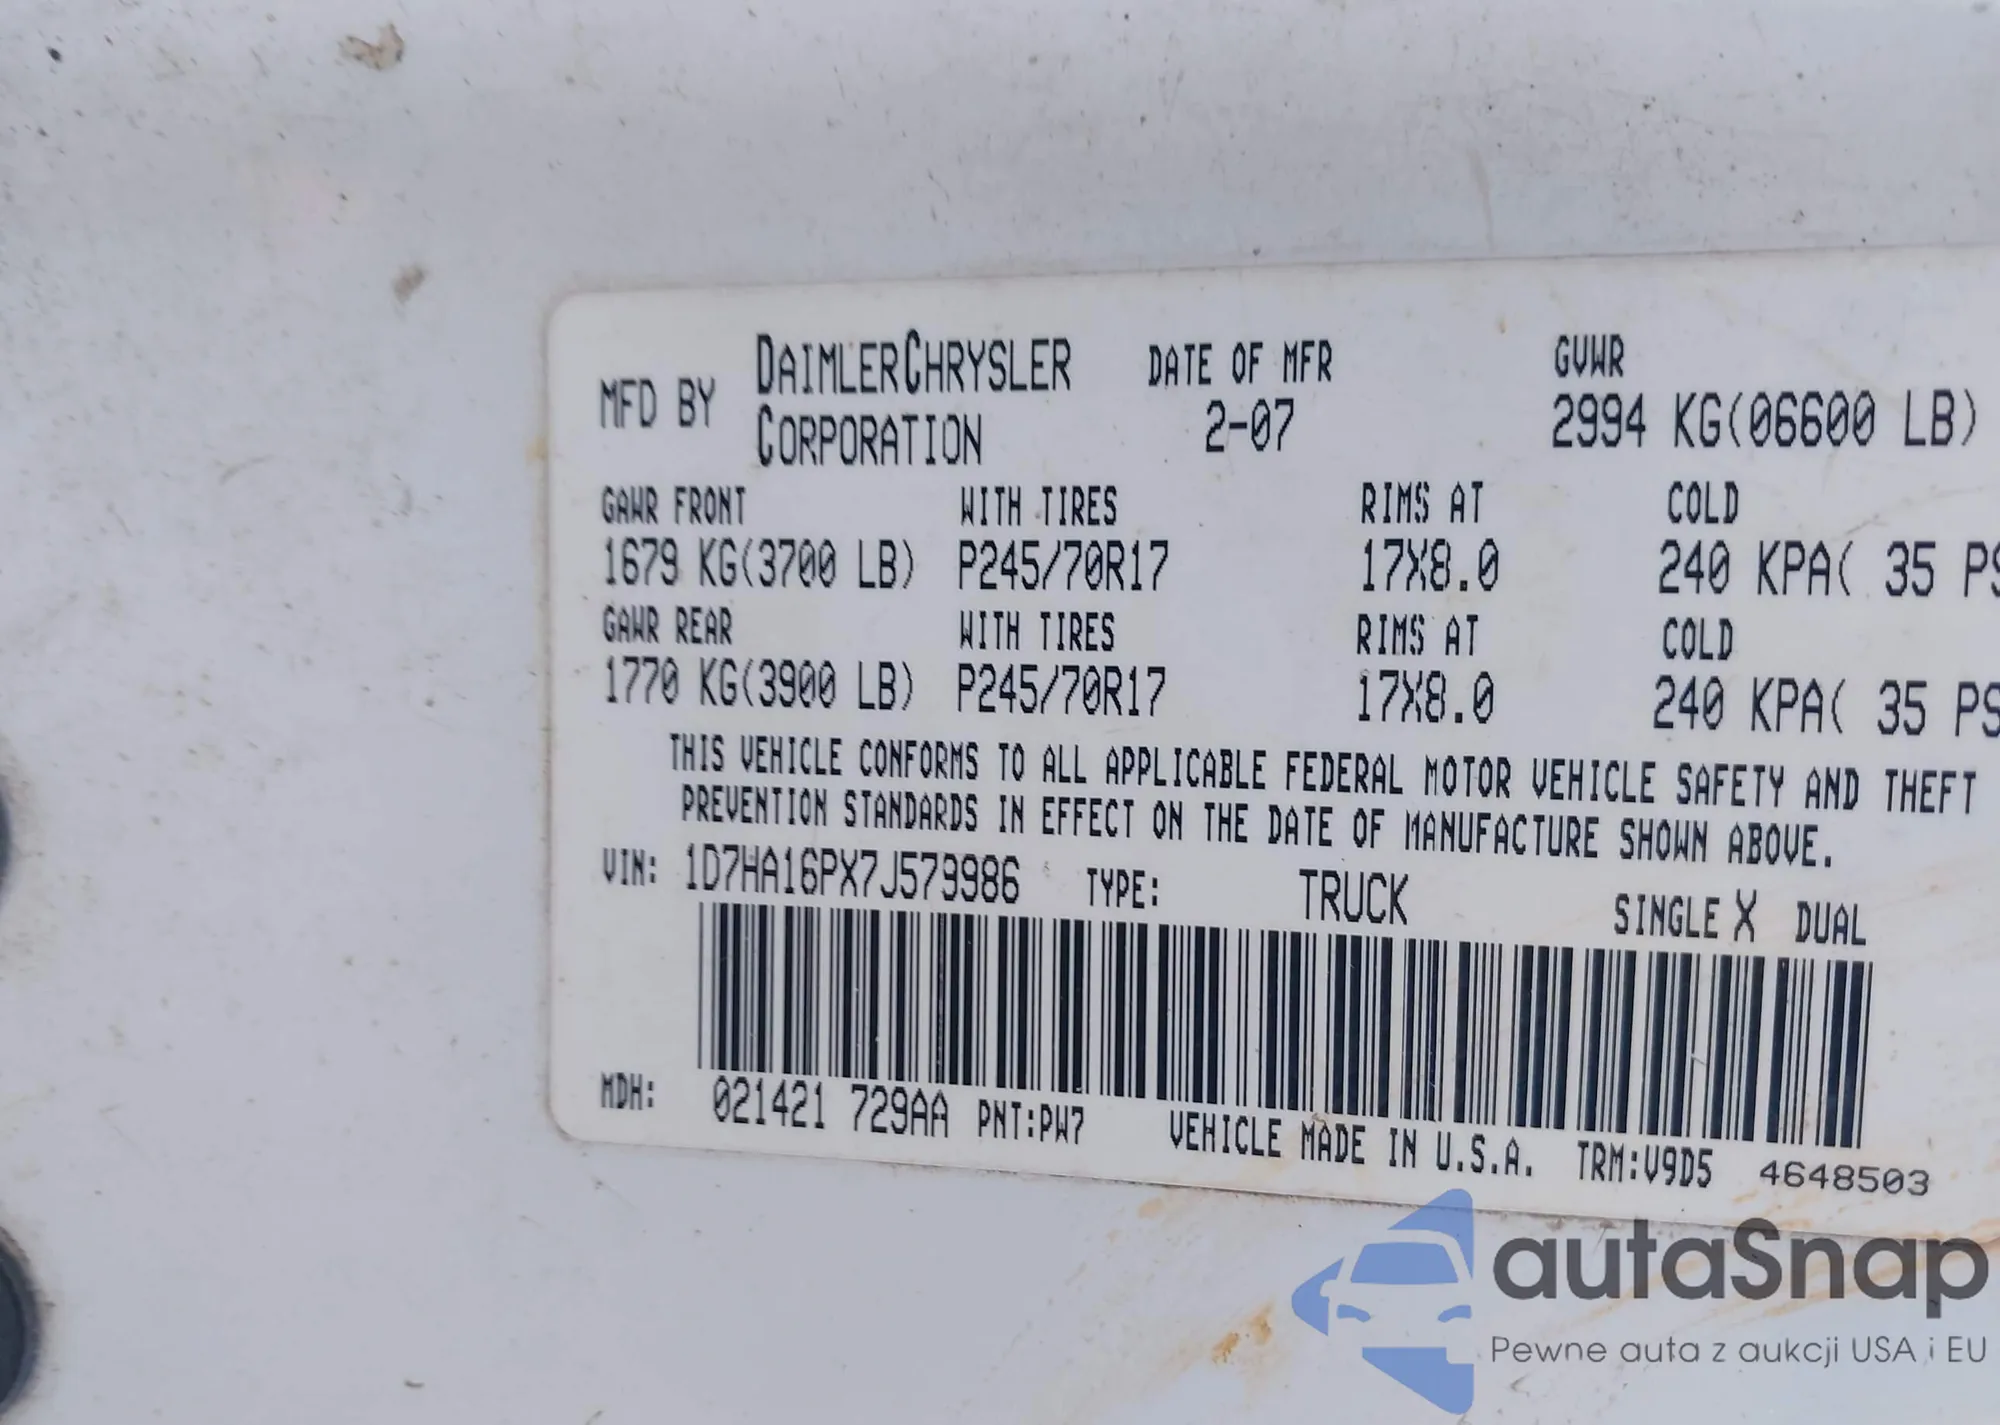 MFD BY DAIMLERCHRYSLER CORPORATION DATE OF MFR 2-07 GVWR 2994 KG(06600 LB)
GAWR FRONT WITH TIRES RIMS AT COLD
1679 KG(3700 LB) P245/70R17 17X8.0 240 KPA( 35 PS
GAWR REAR WITH TIRES RIMS AT COLD
1770 KG(3900 LB) P245/70R17 17X8.0 240 KPA( 35 PS
THIS VEHICLE CONFORMS TO ALL APPLICABLE FEDERAL MOTOR VEHICLE SAFETY AND THEFT
PREVENTION STANDARDS IN EFFECT ON THE DATE OF MANUFACTURE SHOWN ABOVE.
VIN: 1D7HA16PX7J579986 TYPE: TRUCK SINGLE X DUAL
MDH: 021421 729AA PNT:PW7 VEHICLE MADE IN U.S.A. TRM:V9D5 4648503
autaSnap
Pewne auta z aukcji USA i EU